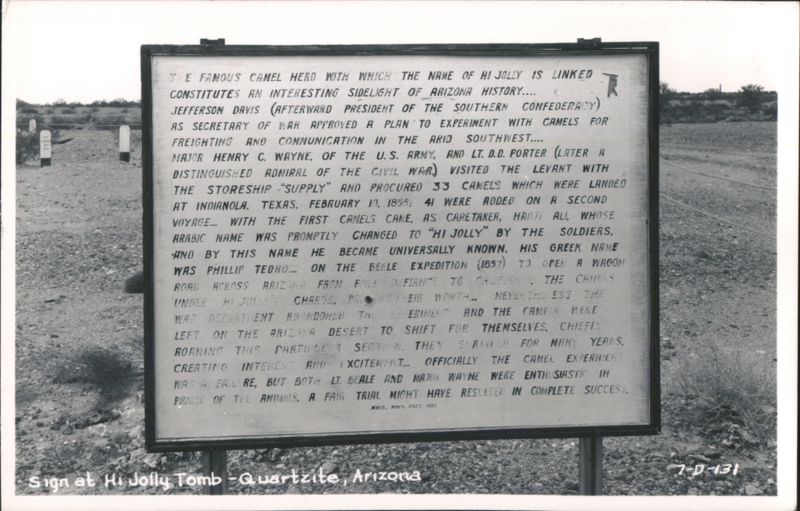 THE FAMOUS CAMEL HERD WITH WHICH THE NAME OF HI JOLLY IS LINKED
CONSTITUTES AN INTERESTING SIDELIGHT OF ARIZONA HISTORY....
JEFFERSON DAVIS (AFTERWARD PRESIDENT OF THE SOUTHERN CONFEDERACY)
AS SECRETARY OF WAR APPROVED A PLAN TO EXPERIMENT WITH CAMELS FOR
FREIGHTING AND COMMUNICATION IN THE ARID SOUTHWEST....
MAJOR HENRY C. WAYNE, OF THE U.S. ARMY, AND LT. D.D. PORTER (LATER A
DISTINGUISHED ADMIRAL OF THE CIVIL WAR) VISITED THE LEVANT WITH
THE STORESHIP "SUPPLY" AND PROCURED 33 CAMELS WHICH WERE LANDED
AT INDIANOLA, TEXAS, FEBRUARY 10, 1856; 41 WERE ADDED ON A SECOND
VOYAGE... WITH THE FIRST CAMELS CAME, AS CARETAKER, HADJI ALI, WHOSE
ARABIC NAME WAS PROMPTLY CHANGED TO "HI JOLLY" BY THE SOLDIERS,
AND BY THIS NAME HE BECAME UNIVERSALLY KNOWN. HIS GREEK NAME
WAS PHILLIP TEDRO... ON THE BEALE EXPEDITION (1857) TO OPEN A WAGON
ROAD ACROSS ARIZONA FROM FORT DEFIANCE TO CALIFORNIA, THE CAMELS
UNDER HI JOLLY'S CHARGE, THEIR WORTH... NEVERTHELESS THE
WAR DEPARTMENT ABANDONED THE EXPERIMENT AND THE CAMELS WERE
LEFT ON THE ARIZONA DESERT TO SHIFT FOR THEMSELVES. CHIEFLY
ROAMING THIS PARTICULAR SECTION, THEY SURVIVED FOR MANY YEARS,
CREATING INTEREST AND EXCITEMENT... OFFICIALLY THE CAMEL EXPERIMENT
WAS A FAILURE, BUT BOTH LT. BEALE AND MAJOR WAYNE WERE ENTHUSIASTIC IN
PRAISE OF THE ANIMALS. A FAIR TRIAL MIGHT HAVE RESULTED IN COMPLETE SUCCESS.
Sign at Hi Jolly Tomb - Quartzite, Arizona
7-D-131